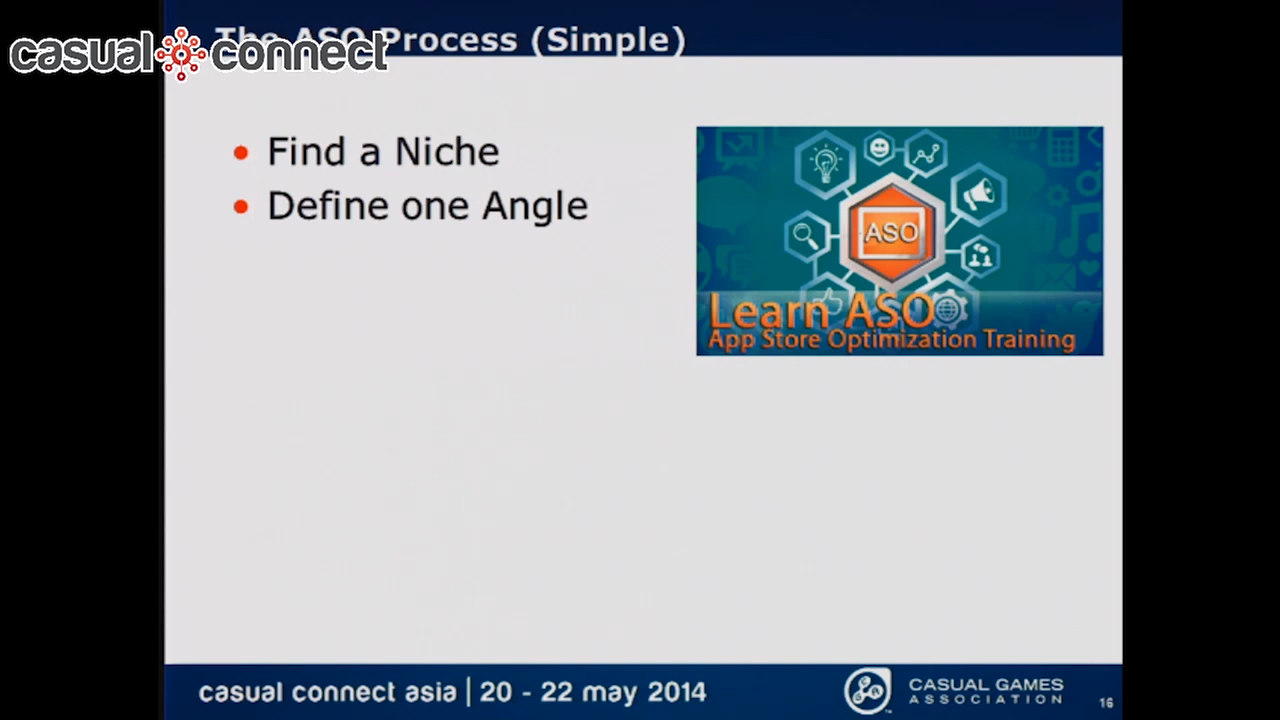 The ASO Process (Simple)
casual connect
Find a Niche
Define one Angle
ASO
Learn ASO
App Store Optimization Training
casual connect asia | 20 - 22 may 2014
CASUAL GAMES
ASSOCIATION
16